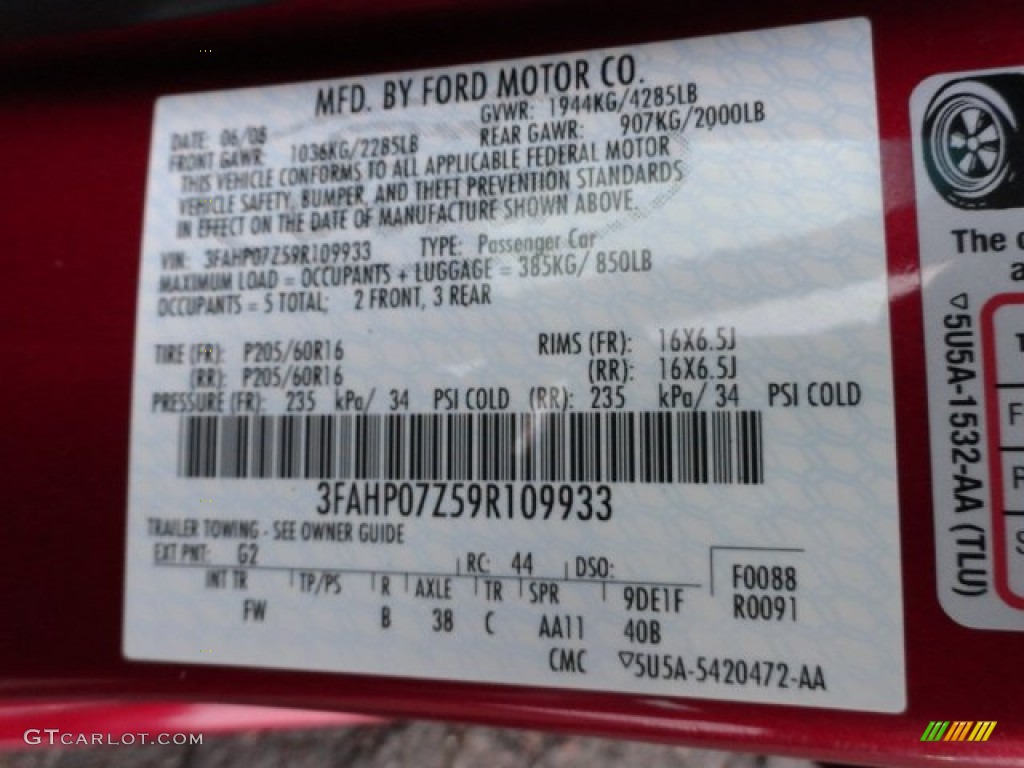 MFD. BY FORD MOTOR CO.
DATE: 06/08 GVWR: 1944KG/4285LB
FRONT GAWR: 1036KG/2285LB REAR GAWR: 907KG/2000LB
THIS VEHICLE CONFORMS TO ALL APPLICABLE FEDERAL MOTOR
VEHICLE SAFETY, BUMPER, AND THEFT PREVENTION STANDARDS
IN EFFECT ON THE DATE OF MANUFACTURE SHOWN ABOVE.
VIN: 3FAHP07Z59R109933 TYPE: Passenger Car
MAXIMUM LOAD = OCCUPANTS + LUGGAGE = 385KG/ 850LB
OCCUPANTS = 5 TOTAL; 2 FRONT, 3 REAR
TIRE (FR): P205/60R16 RIMS (FR): 16X6.5J
(RR): P205/60R16 (RR): 16X6.5J
PRESSURE (FR): 235 kPa/ 34 PSI COLD (RR): 235 kPa/ 34 PSI COLD
3FAHP07Z59R109933
TRAILER TOWING - SEE OWNER GUIDE
EXT PNT: G2 RC: 44 DSO: F0088
INT TR TP/PS R AXLE TR SPR 9DE1F R0091
FW B 38 C AA11 40B
CMC ▽5U5A-5420472-AA
The c
a
▽5U5A-1532-AA (TLU)
T
F
S
GTCARLOT.COM